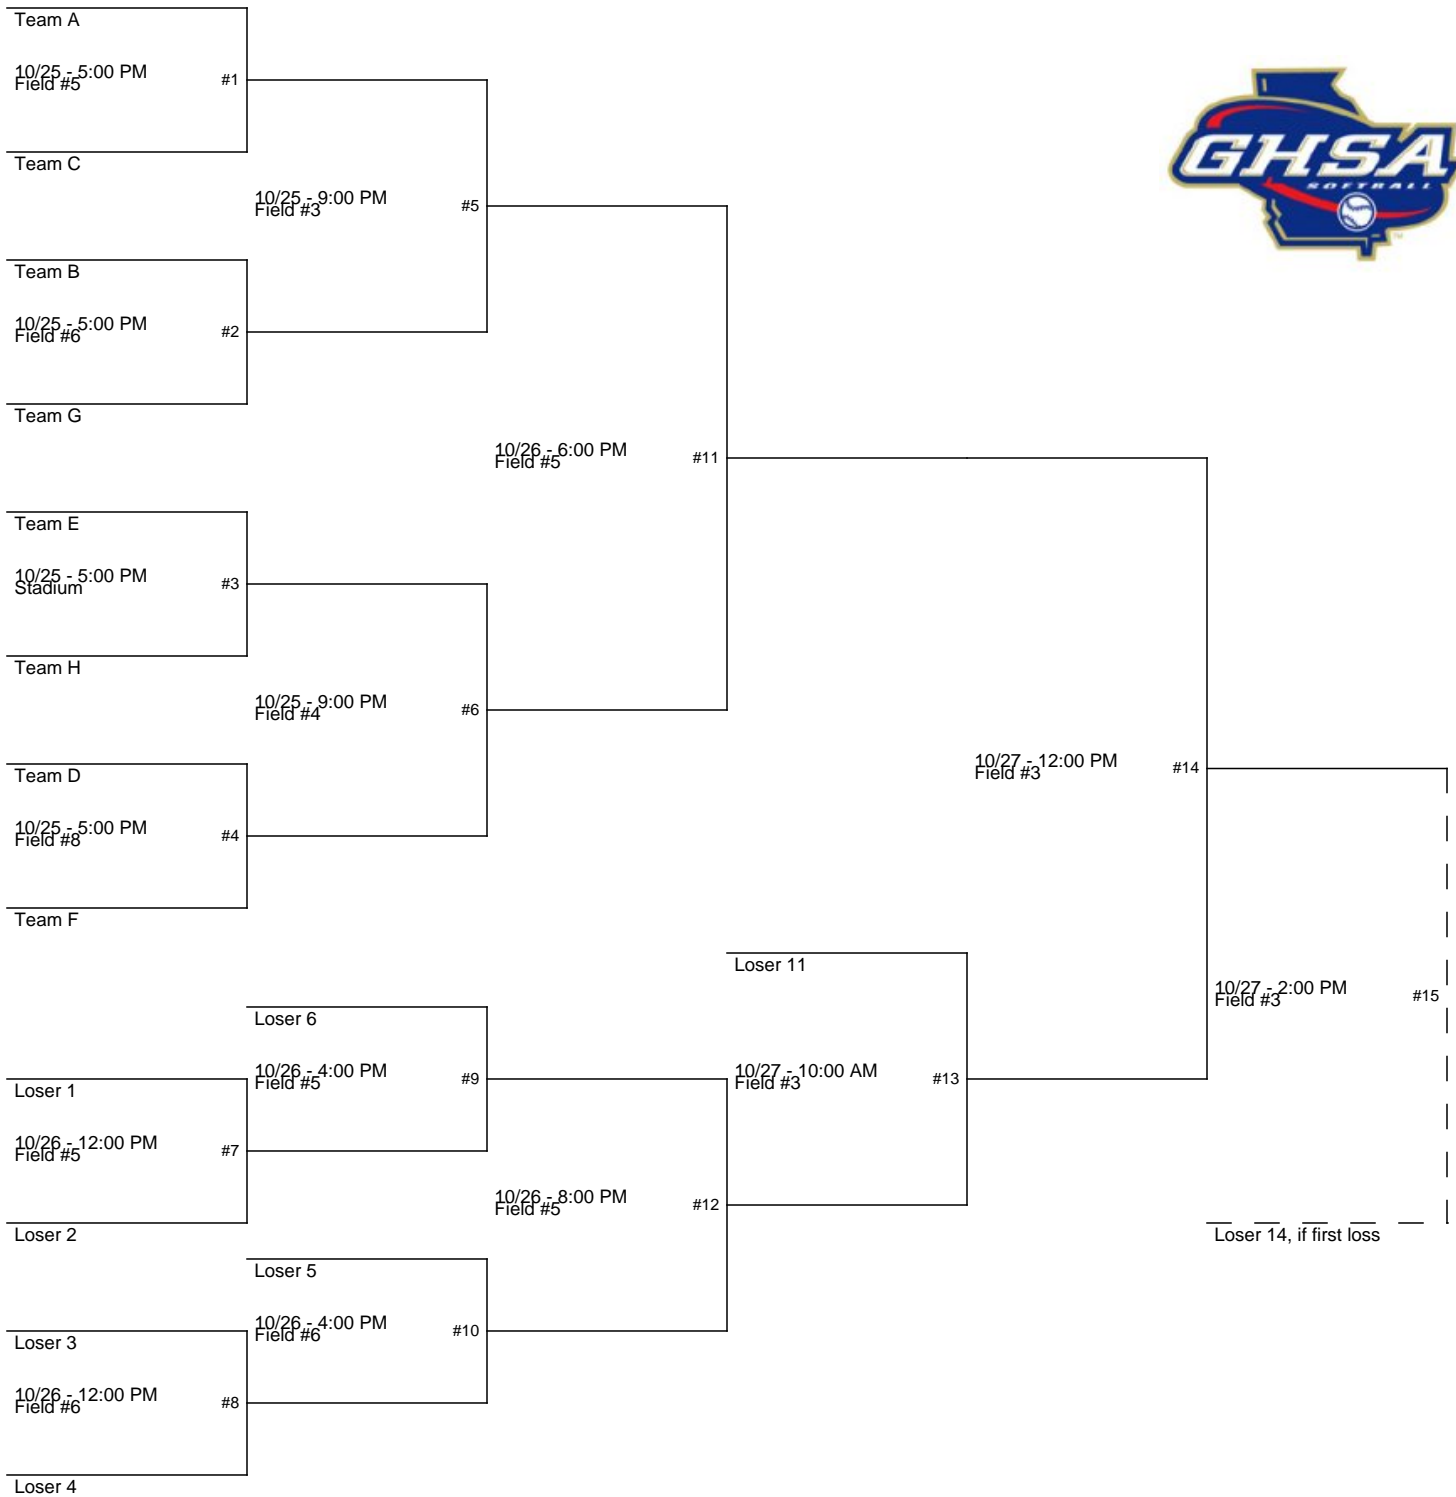 Team A
10/25 - 5:00 PM
Field #5
#1
Team C
10/25 - 9:00 PM
Field #3
#5
Team B
10/25 - 5:00 PM
Field #6
#2
Team G
10/26 - 6:00 PM
Field #5
#11
Team E
10/25 - 5:00 PM
Stadium
#3
Team H
10/25 - 9:00 PM
Field #4
#6
Team D
10/25 - 5:00 PM
Field #8
#4
Team F
10/27 - 12:00 PM
Field #3
#14
Loser 11
10/27 - 2:00 PM
Field #3
#15
Loser 6
10/26 - 4:00 PM
Field #5
#9
10/27 - 10:00 AM
Field #3
#13
Loser 1
10/26 - 12:00 PM
Field #5
#7
Loser 2
10/26 - 8:00 PM
Field #5
#12
Loser 14, if first loss
Loser 5
10/26 - 4:00 PM
Field #6
#10
Loser 3
10/26 - 12:00 PM
Field #6
#8
Loser 4
GHSA
SOFTBALL
TM